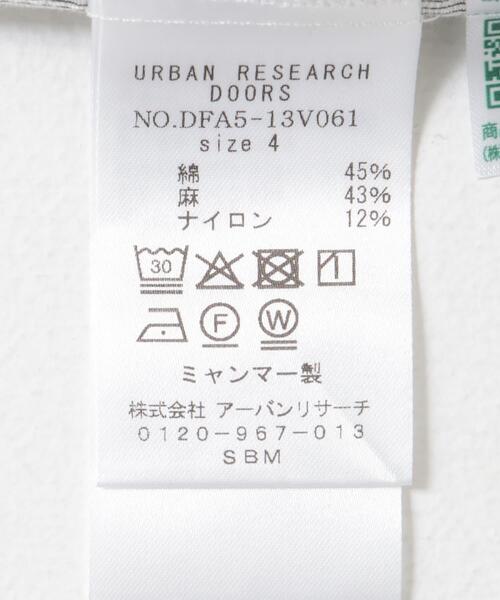 URBAN RESEARCH
DOORS
NO.DFA5-13V061
size 4
綿 45%
麻 43%
ナイロン 12%
30
F W
ミャンマー製
株式会社 アーバンリサーチ
0120-967-013
SBM
商
(株